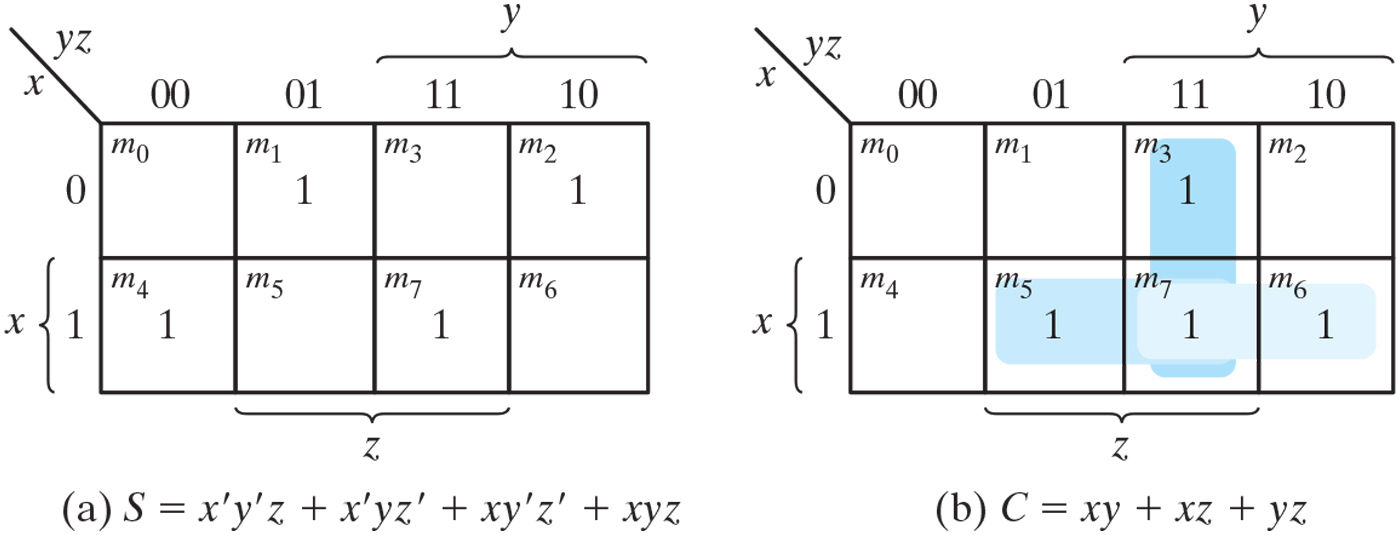 y y
yz yz
x x
00 01 11 10 00 01 11 10
m0 m1 m3 m2 m0 m1 m3 m2
0 1 1 0 1
m4 m5 m7 m6 m4 m5 m7 m6
x 1 1 1 x 1 1 1 1
z z
(a) S = x′y′z + x′yz′ + xy′z′ + xyz (b) C = xy + xz + yz